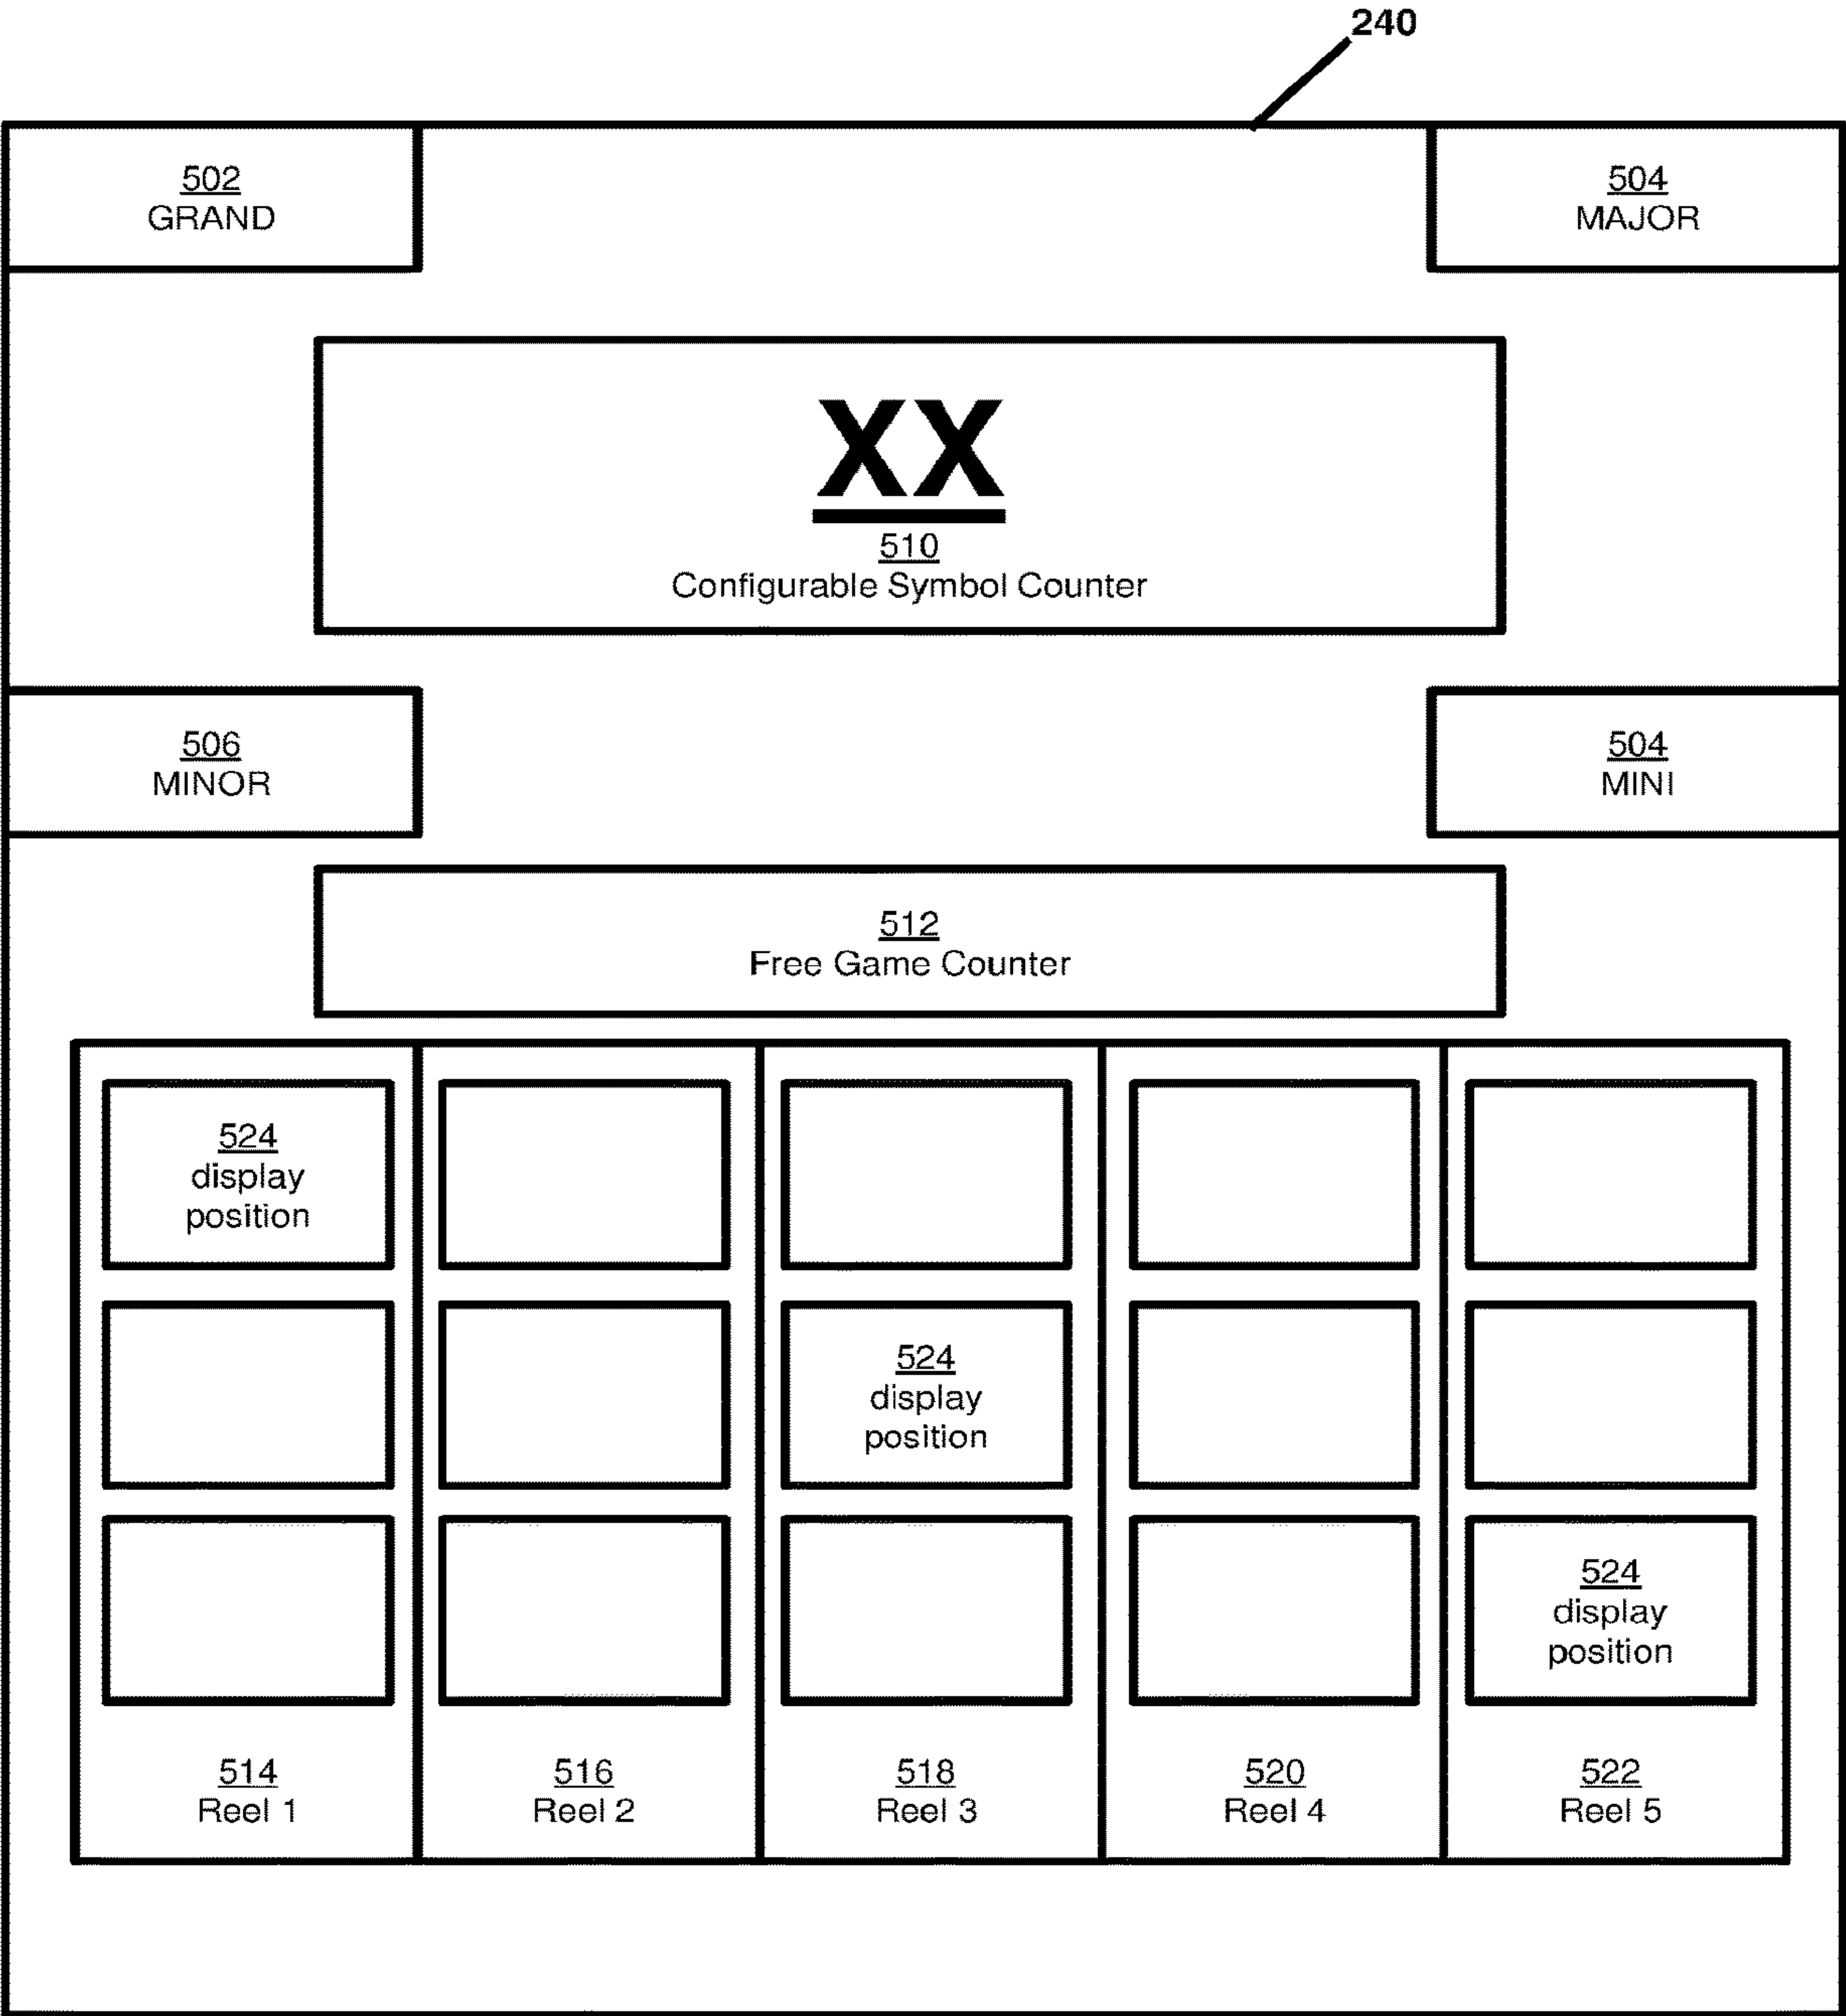 240
502
GRAND
504
MAJOR
XX
510
Configurable Symbol Counter
506
MINOR
504
MINI
512
Free Game Counter
524
display
position
524
display
position
524
display
position
514
Reel 1
516
Reel 2
518
Reel 3
520
Reel 4
522
Reel 5